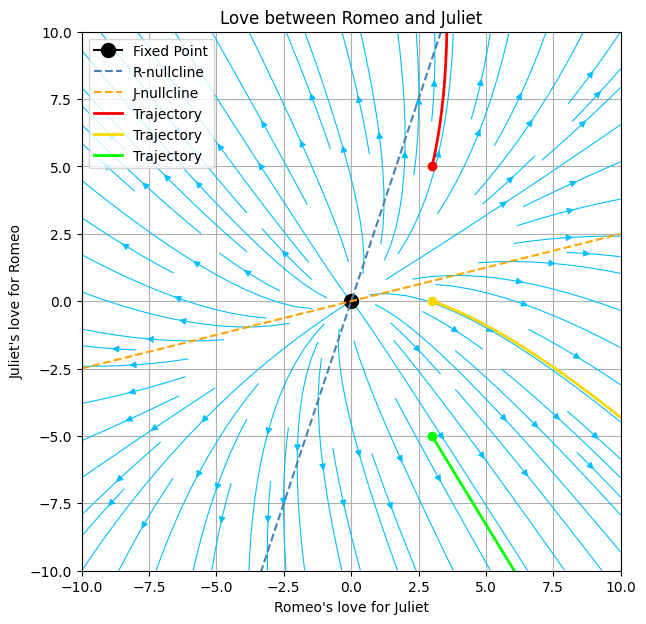 Love between Romeo and Juliet
Fixed Point
R-nullcline
J-nullcline
Trajectory
Trajectory
Trajectory
10.0
7.5
5.0
2.5
0.0
−2.5
−5.0
−7.5
−10.0
Juliet's love for Romeo
−10.0 −7.5 −5.0 −2.5 0.0 2.5 5.0 7.5 10.0
Romeo's love for Juliet